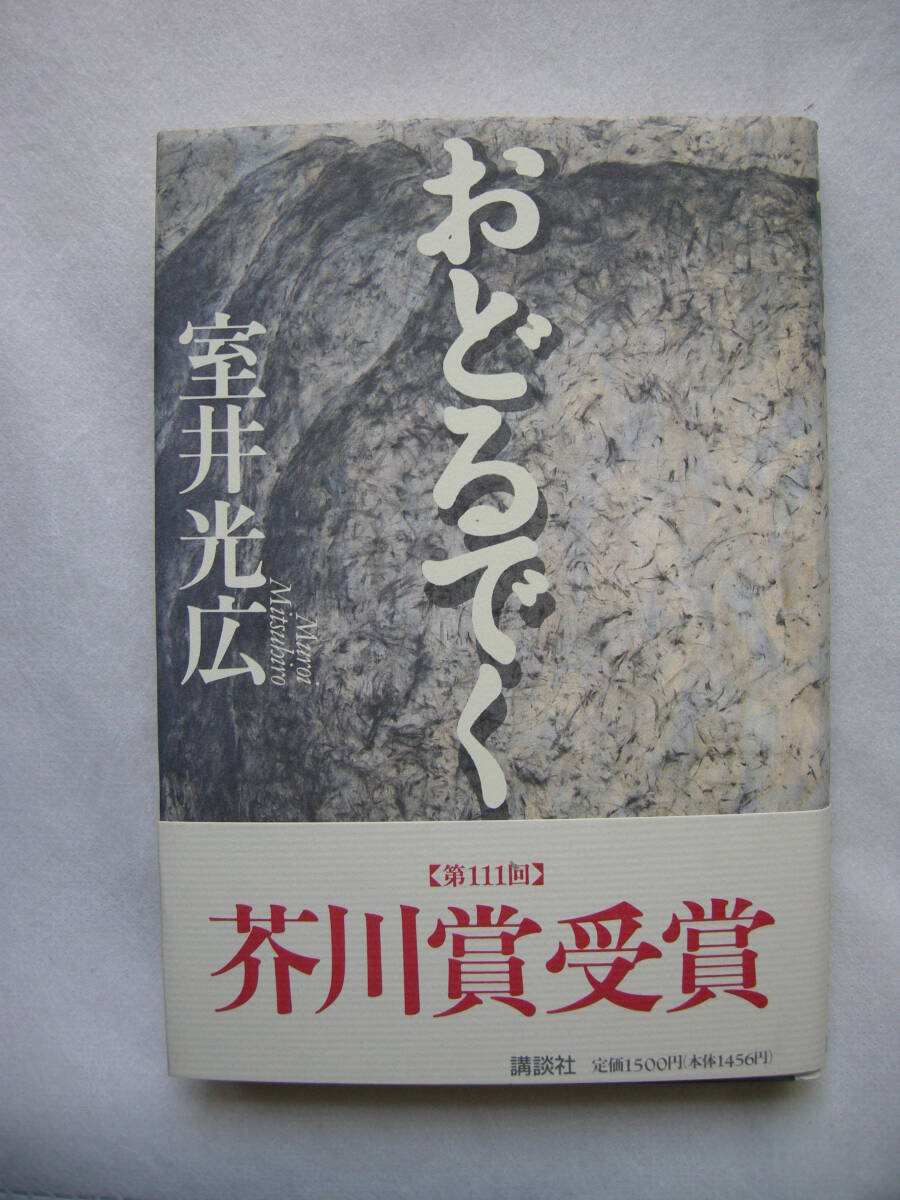 おどるでく
室井光広
Muroi
Mitsuhiro
【第111回】
芥川賞受賞
講談社 定価1500円(本体1456円)